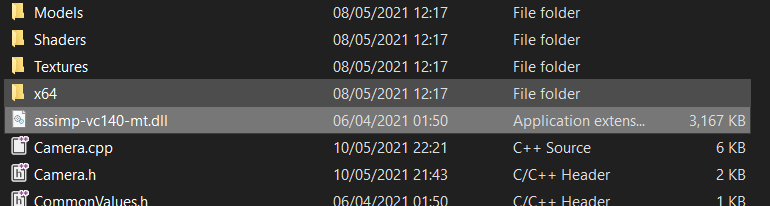 Models 08/05/2021 12:17 File folder
Shaders 08/05/2021 12:17 File folder
Textures 08/05/2021 12:17 File folder
x64 08/05/2021 12:17 File folder
assimp-vc140-mt.dll 06/04/2021 01:50 Application extens... 3,167 KB
Camera.cpp 10/05/2021 22:21 C++ Source 6 KB
Camera.h 10/05/2021 21:43 C/C++ Header 2 KB
CommonValues.h 06/04/2021 01:50 C/C++ Header 1 KB